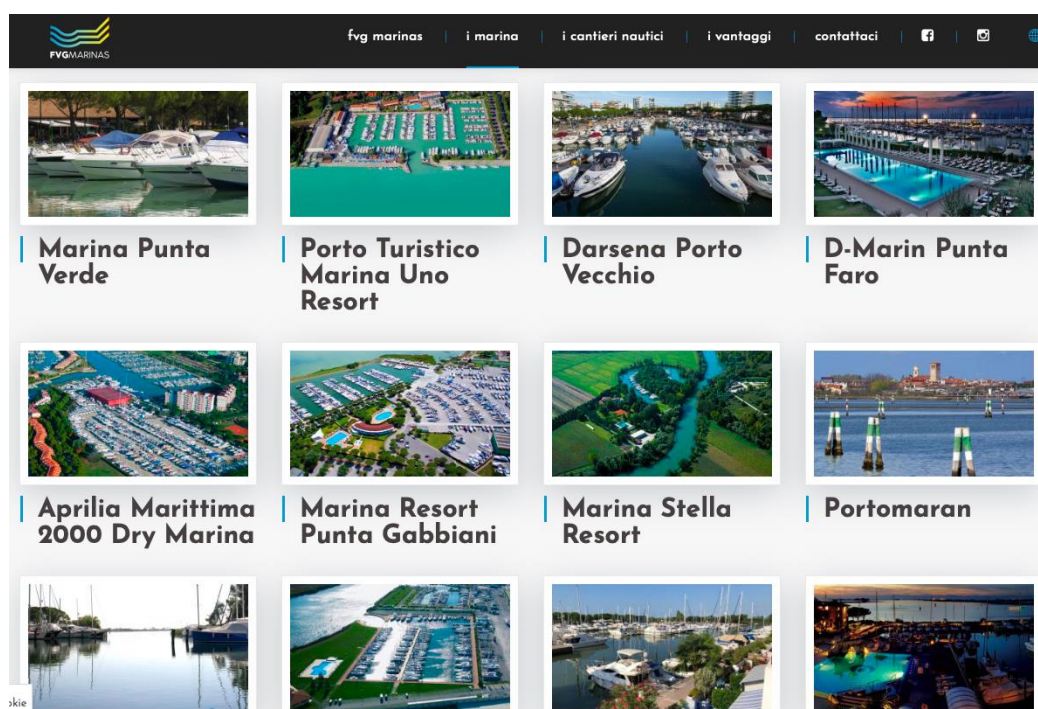 FVGMARINAS
fvg marinas | i marina | i cantieri nautici | i vantaggi | contattaci
Marina Punta
Verde
Porto Turistico
Marina Uno
Resort
Darsena Porto
Vecchio
D-Marin Punta
Faro
Aprilia Marittima
2000 Dry Marina
Marina Resort
Punta Gabbiani
Marina Stella
Resort
Portomaran
okie